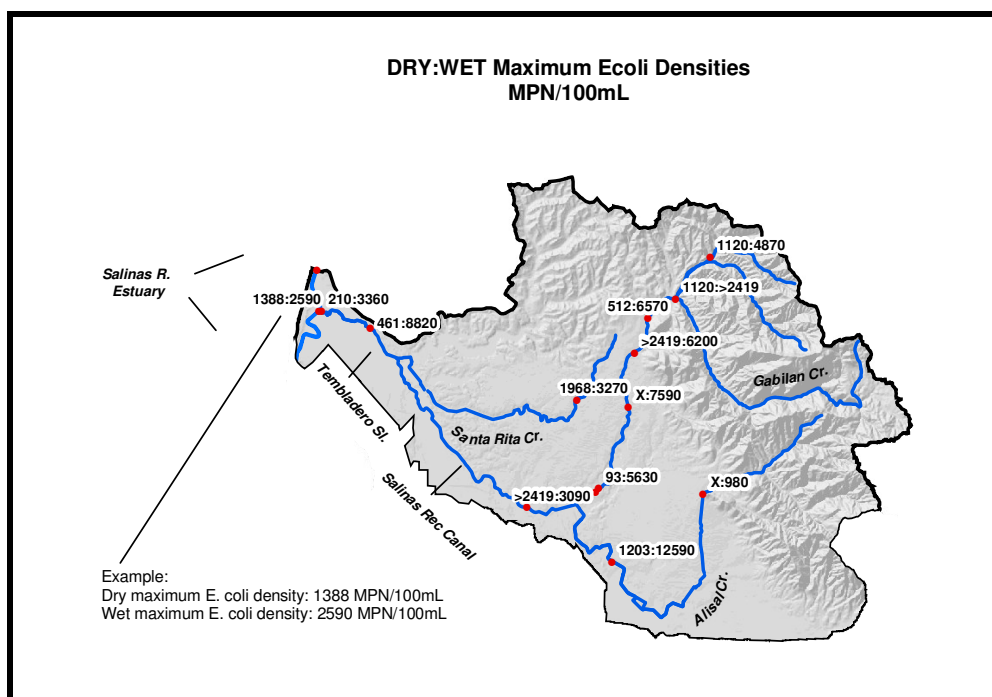 DRY:WET Maximum Ecoli Densities
MPN/100mL
1120:4870
Salinas R.
Estuary
1120:>2419
1388:2590
210:3360
512:6570
461:8820
>2419:6200
Gabilan Cr.
1968:3270
X:7590
Tembladero Sl.
Santa Rita Cr.
93:5630
X:980
>2419:3090
Salinas Rec Canal
1203:12590
Alisal Cr.
Example:
Dry maximum E. coli density: 1388 MPN/100mL
Wet maximum E. coli density: 2590 MPN/100mL